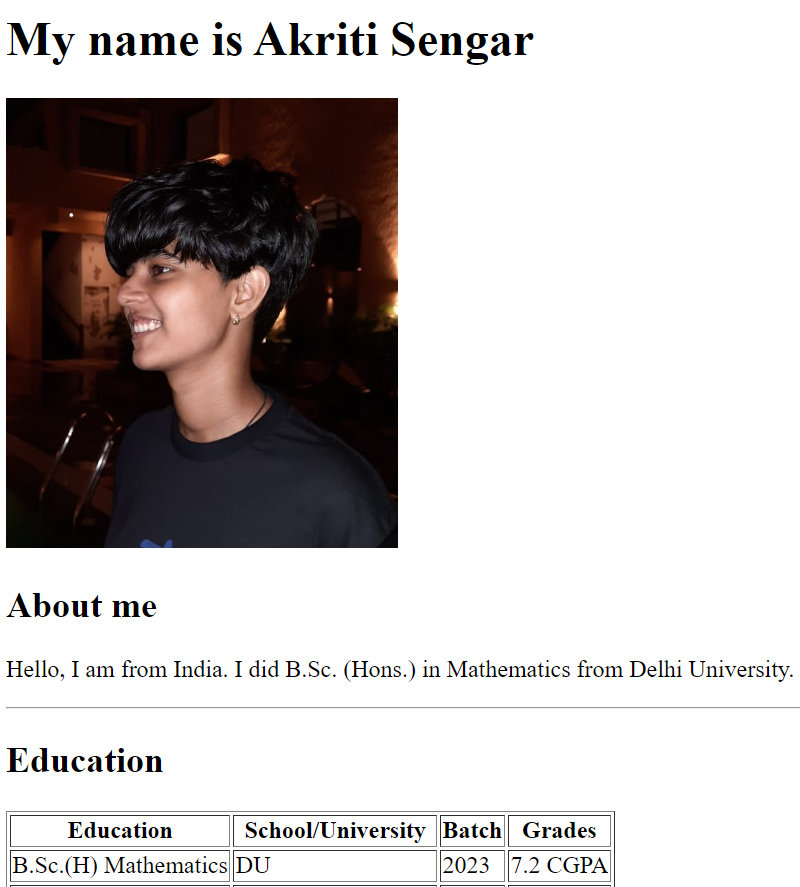 My name is Akriti Sengar
About me
Hello, I am from India. I did B.Sc. (Hons.) in Mathematics from Delhi University.
Education
Education School/University Batch Grades
B.Sc.(H) Mathematics DU 2023 7.2 CGPA